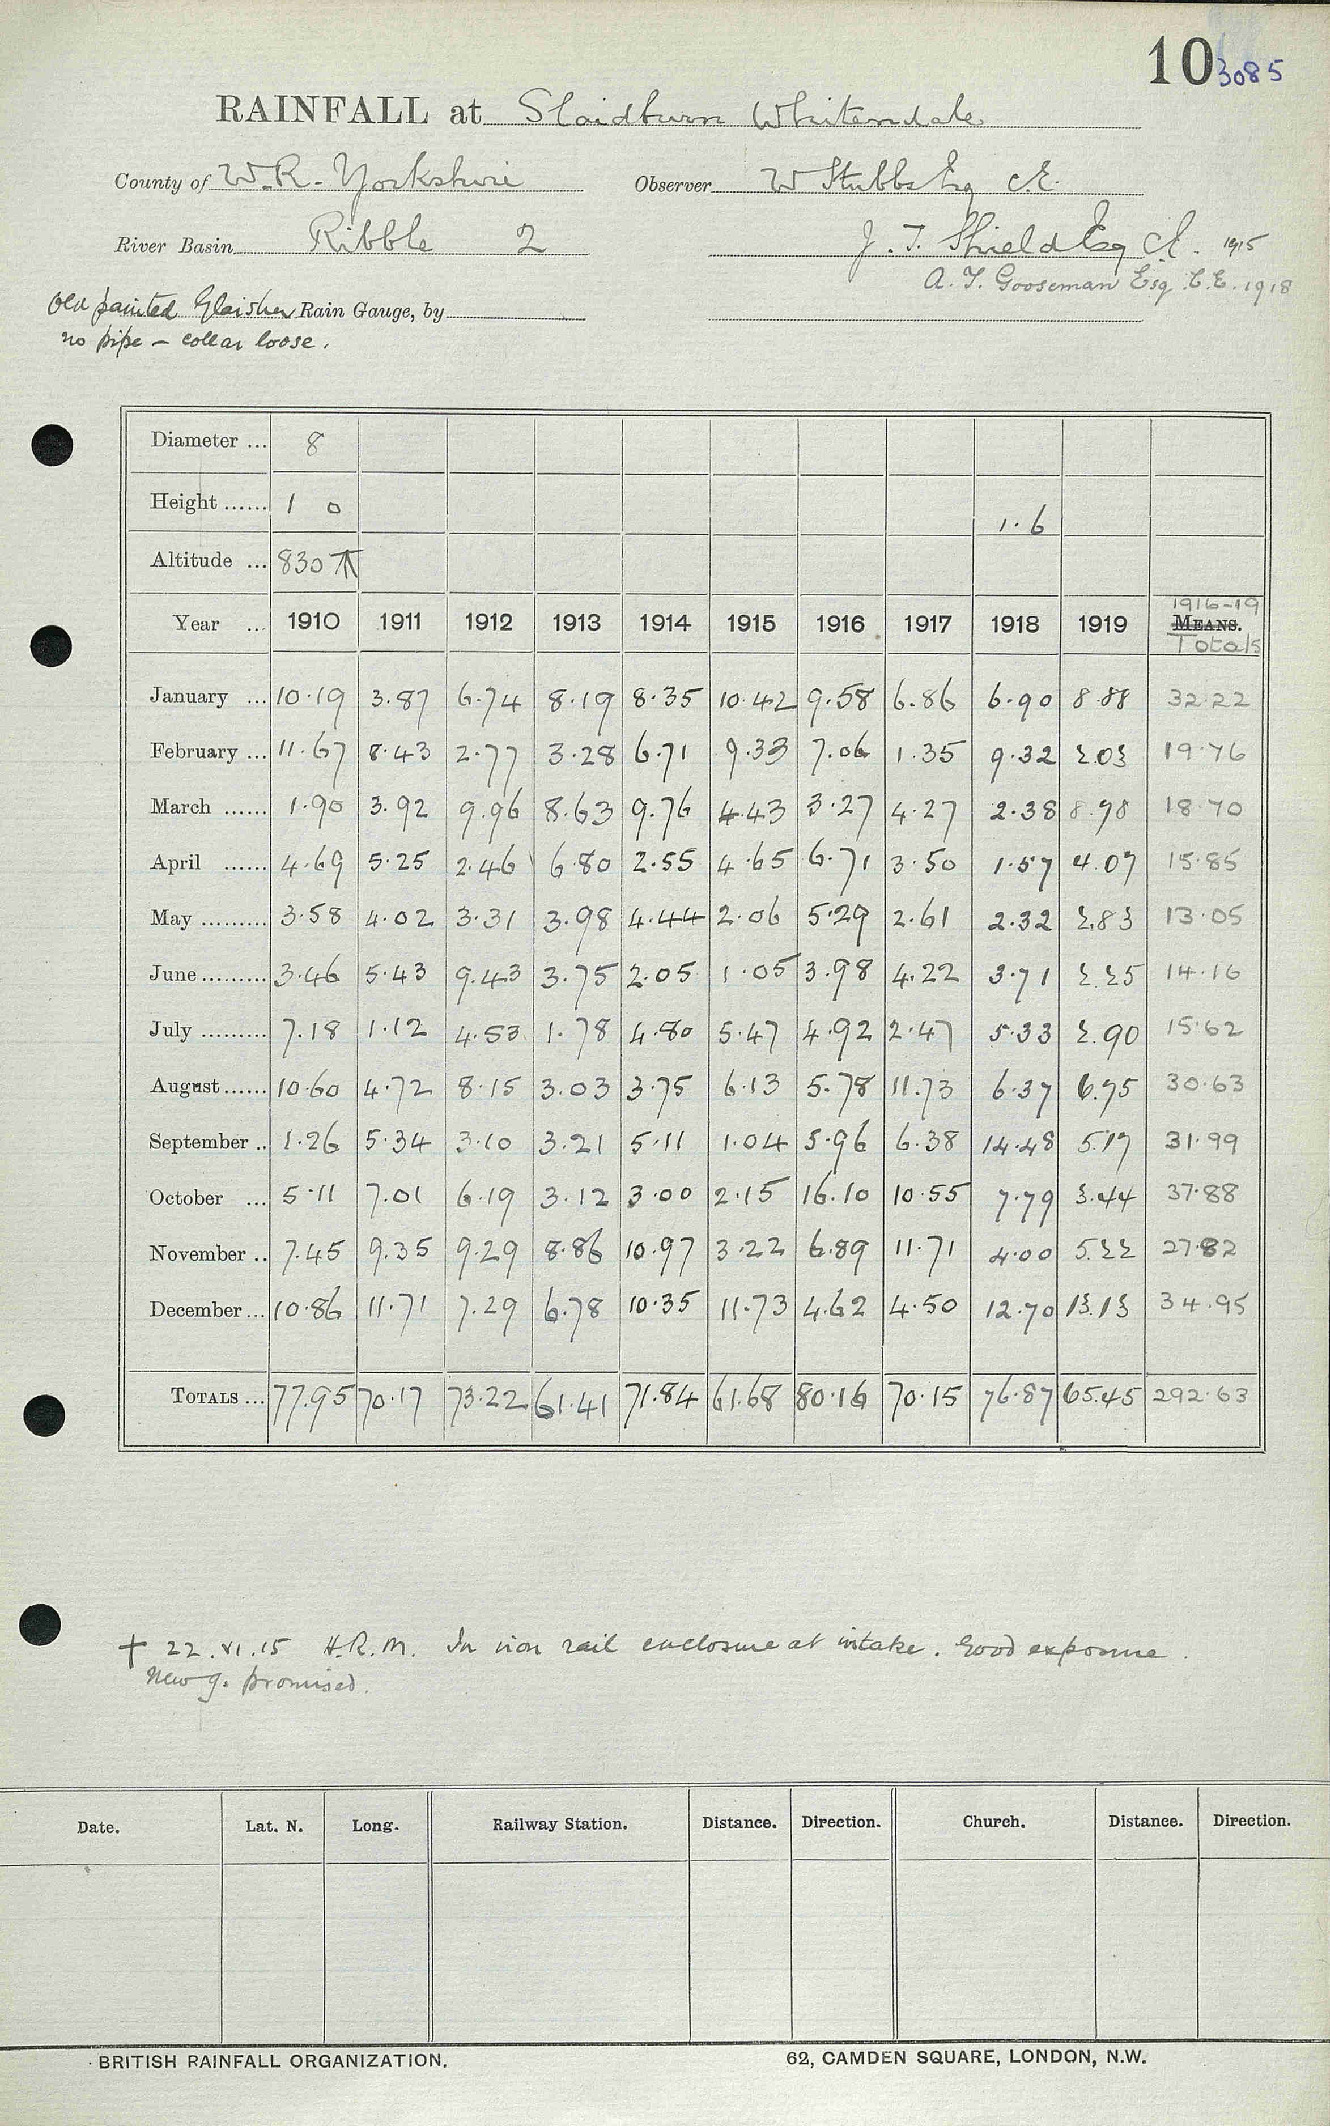 10 3085
RAINFALL at Slaidburn Whitendale
County of W.R. Yorkshire Observer W Stubbs Esq C.E.
River Basin Ribble 2 J. T. Shield Esq C.E. 1915
A. T. Gooseman Esq C.E. 1918
Old painted Glaisher Rain Gauge, by
no pipe - collar loose.
Diameter ... 8
Height ...... 1 0 1.6
Altitude ... 830
1916-19
Year ... 1910 1911 1912 1913 1914 1915 1916 1917 1918 1919 MEANS.
Totals
January ... 10.19 3.87 6.74 8.19 8.35 10.42 9.58 6.86 6.90 8.88 32.22
February ... 11.67 8.43 2.77 3.28 6.71 9.33 7.06 1.35 9.32 2.03 19.76
March ...... 1.90 3.92 9.96 8.63 9.76 4.43 3.27 4.27 2.38 8.78 18.70
April ...... 4.69 5.25 2.46 6.80 2.55 4.65 6.71 3.50 1.57 4.07 15.85
May ......... 3.58 4.02 3.31 3.98 4.44 2.06 5.29 2.61 2.32 2.83 13.05
June ......... 3.46 5.43 9.43 3.75 2.05 1.05 3.98 4.22 3.71 2.25 14.16
July ......... 7.18 1.12 4.53 1.78 4.80 5.47 4.92 2.47 5.33 2.90 15.62
August ...... 10.60 4.72 8.15 3.03 3.75 6.13 5.78 11.73 6.37 6.75 30.63
September .. 1.26 5.34 3.10 3.21 5.11 1.04 5.96 6.38 14.48 5.17 31.99
October ... 5.11 7.01 6.19 3.12 3.00 2.15 16.10 10.55 7.79 3.44 37.88
November .. 7.45 9.35 9.29 8.86 10.97 3.22 6.89 11.71 4.00 5.22 27.82
December ... 10.86 11.71 7.29 6.78 10.35 11.73 4.62 4.50 12.70 13.13 34.95
TOTALS ... 77.95 70.17 73.22 61.41 71.84 61.68 80.16 70.15 76.87 65.45 292.63
† 22.XI.15 H.R.M. In iron rail enclosure at intake. Good exposure.
New g. promised.
Date. Lat. N. Long. Railway Station. Distance. Direction. Church. Distance. Direction.
BRITISH RAINFALL ORGANIZATION. 62, CAMDEN SQUARE, LONDON, N.W.